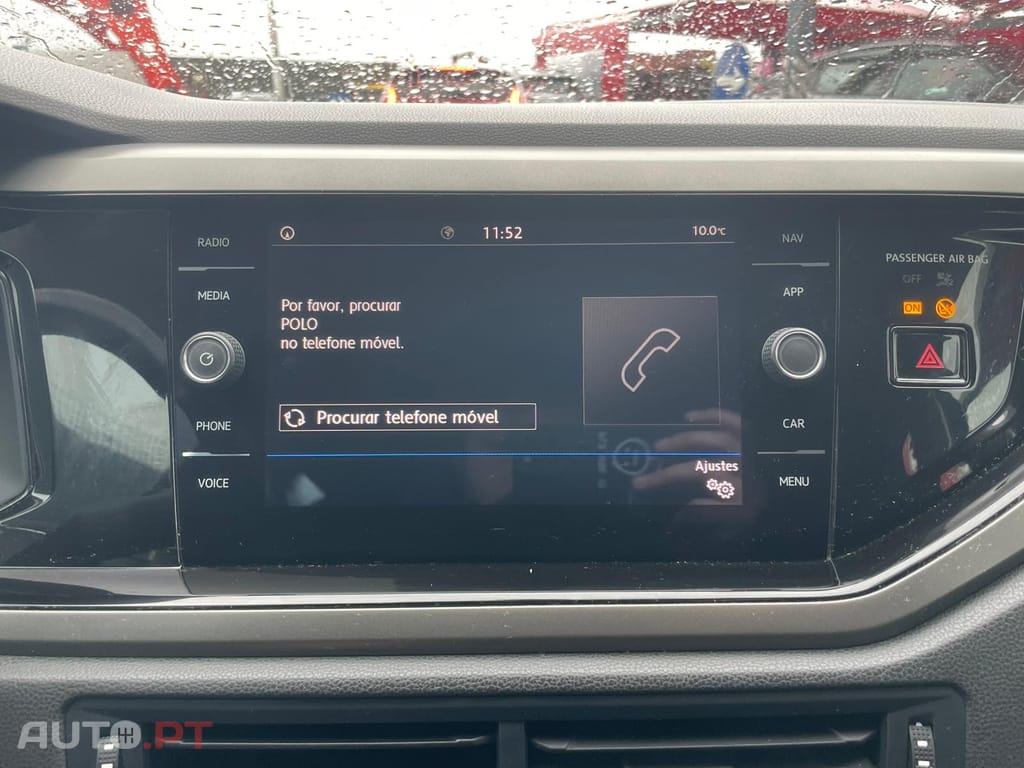 RADIO
MEDIA
PHONE
VOICE
11:52
10.0°C
Por favor, procurar
POLO
no telefone móvel.
Procurar telefone móvel
Ajustes
NAV
APP
CAR
MENU
PASSENGER AIR BAG
OFF
ON
AUTO.PT